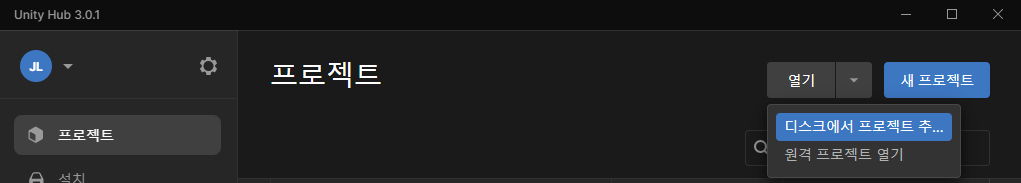 Unity Hub 3.0.1
JL
프로젝트
설치
프로젝트
열기
새 프로젝트
디스크에서 프로젝트 추...
원격 프로젝트 열기